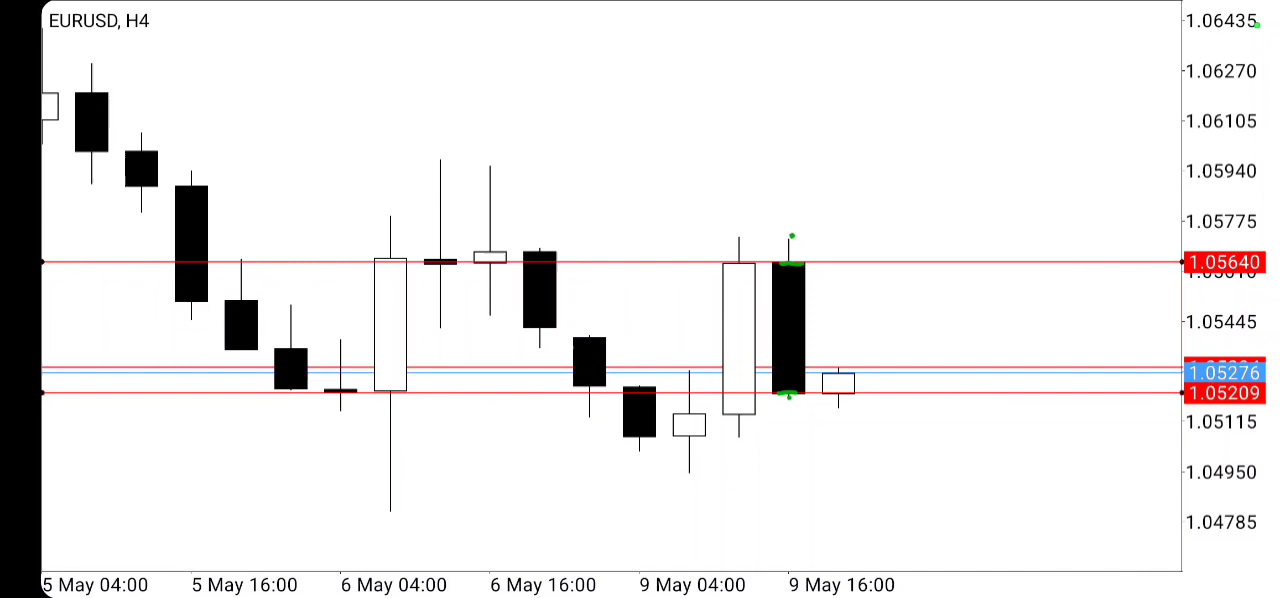 EURUSD, H4
1.06435
1.06270
1.06105
1.05940
1.05775
1.05640
1.05445
1.05276
1.05209
1.05115
1.04950
1.04785
5 May 04:00
5 May 16:00
6 May 04:00
6 May 16:00
9 May 04:00
9 May 16:00